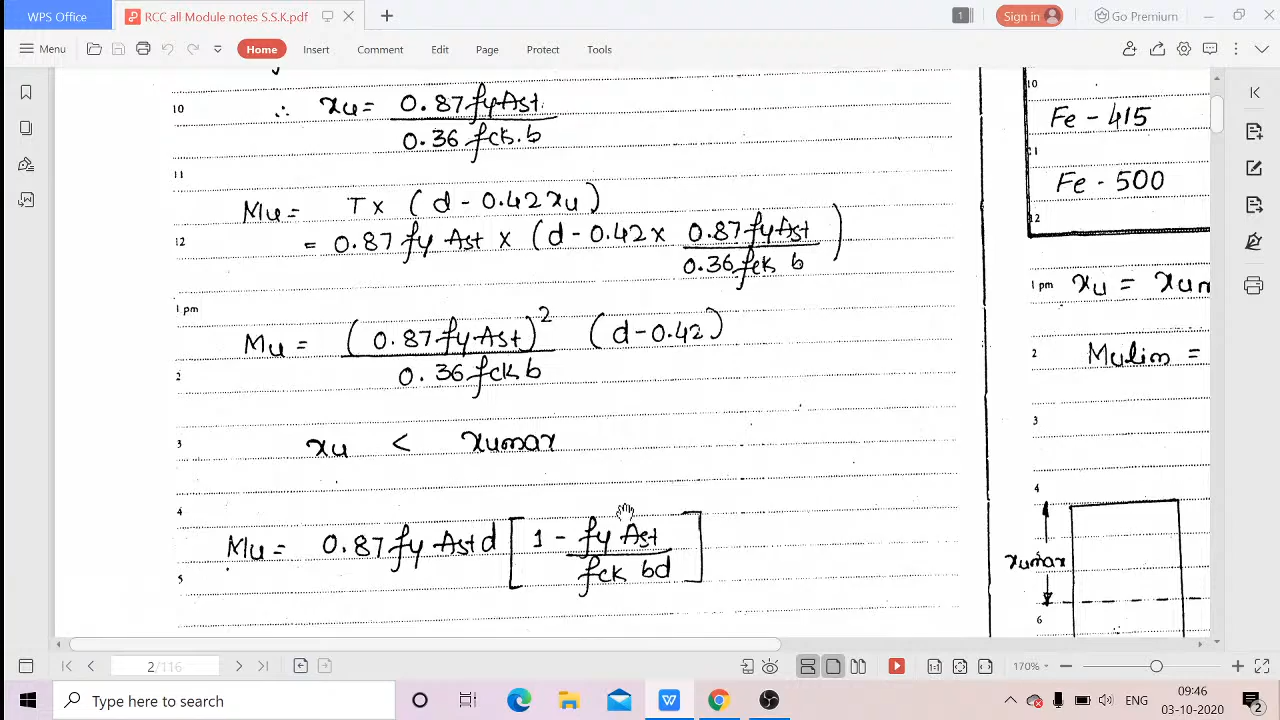 WPS Office
RCC all Module notes S.S.K.pdf
1
Sign in
Go Premium
Menu
Home
Insert
Comment
Edit
Page
Protect
Tools
10
∴ xu = 0.87 fy Ast / 0.36 fck.b
11
Mu = T x (d - 0.42 xu)
12
= 0.87 fy Ast x (d - 0.42 x 0.87 fy Ast / 0.36 fck b)
1 pm
Mu = (0.87 fy Ast)² / 0.36 fck b (d - 0.42)
2
3
xu < xumax
4
Mu = 0.87 fy Ast d [1 - fy Ast / fck bd]
5
10
Fe - 415
11
Fe - 500
12
1 pm
xu = xum
2
Mulim =
3
4
xumax
6
2/116
170%
Type here to search
ENG
09:46
03-10-2020
2